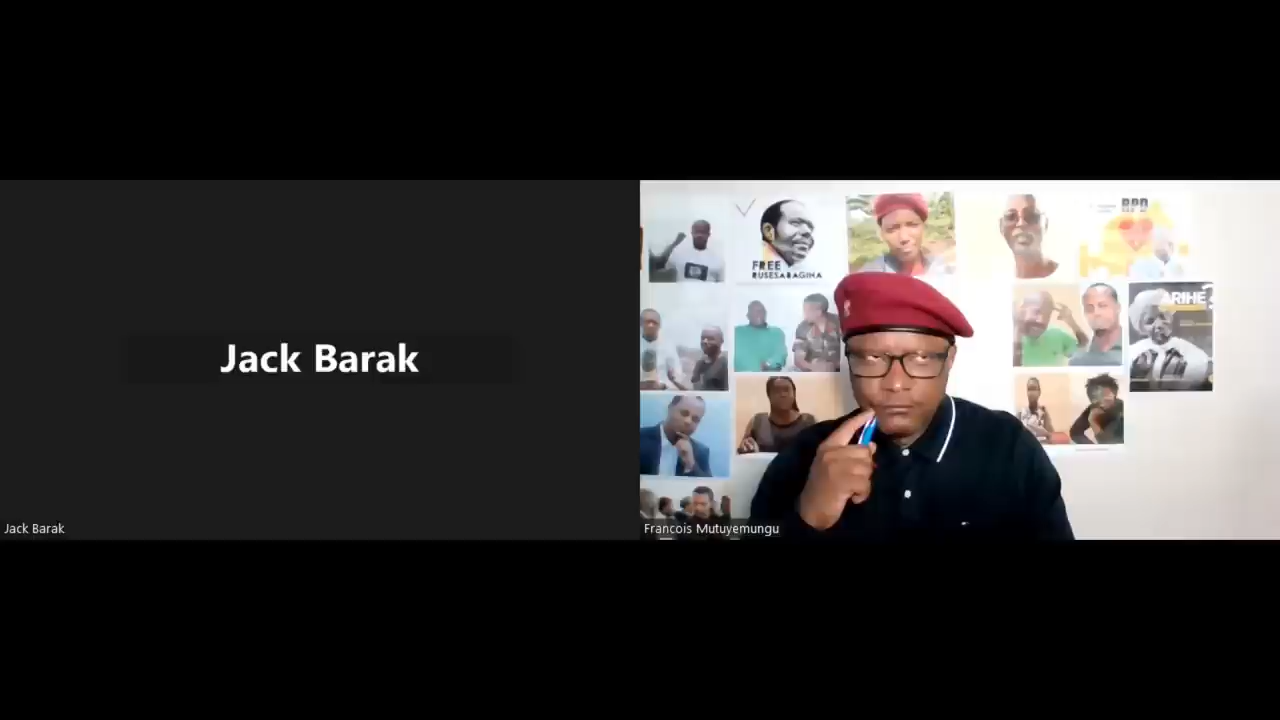 Jack Barak
Jack Barak
FREE
RUSESABAGINA
RPD
ARIHE?
Francois Mutuyemungu